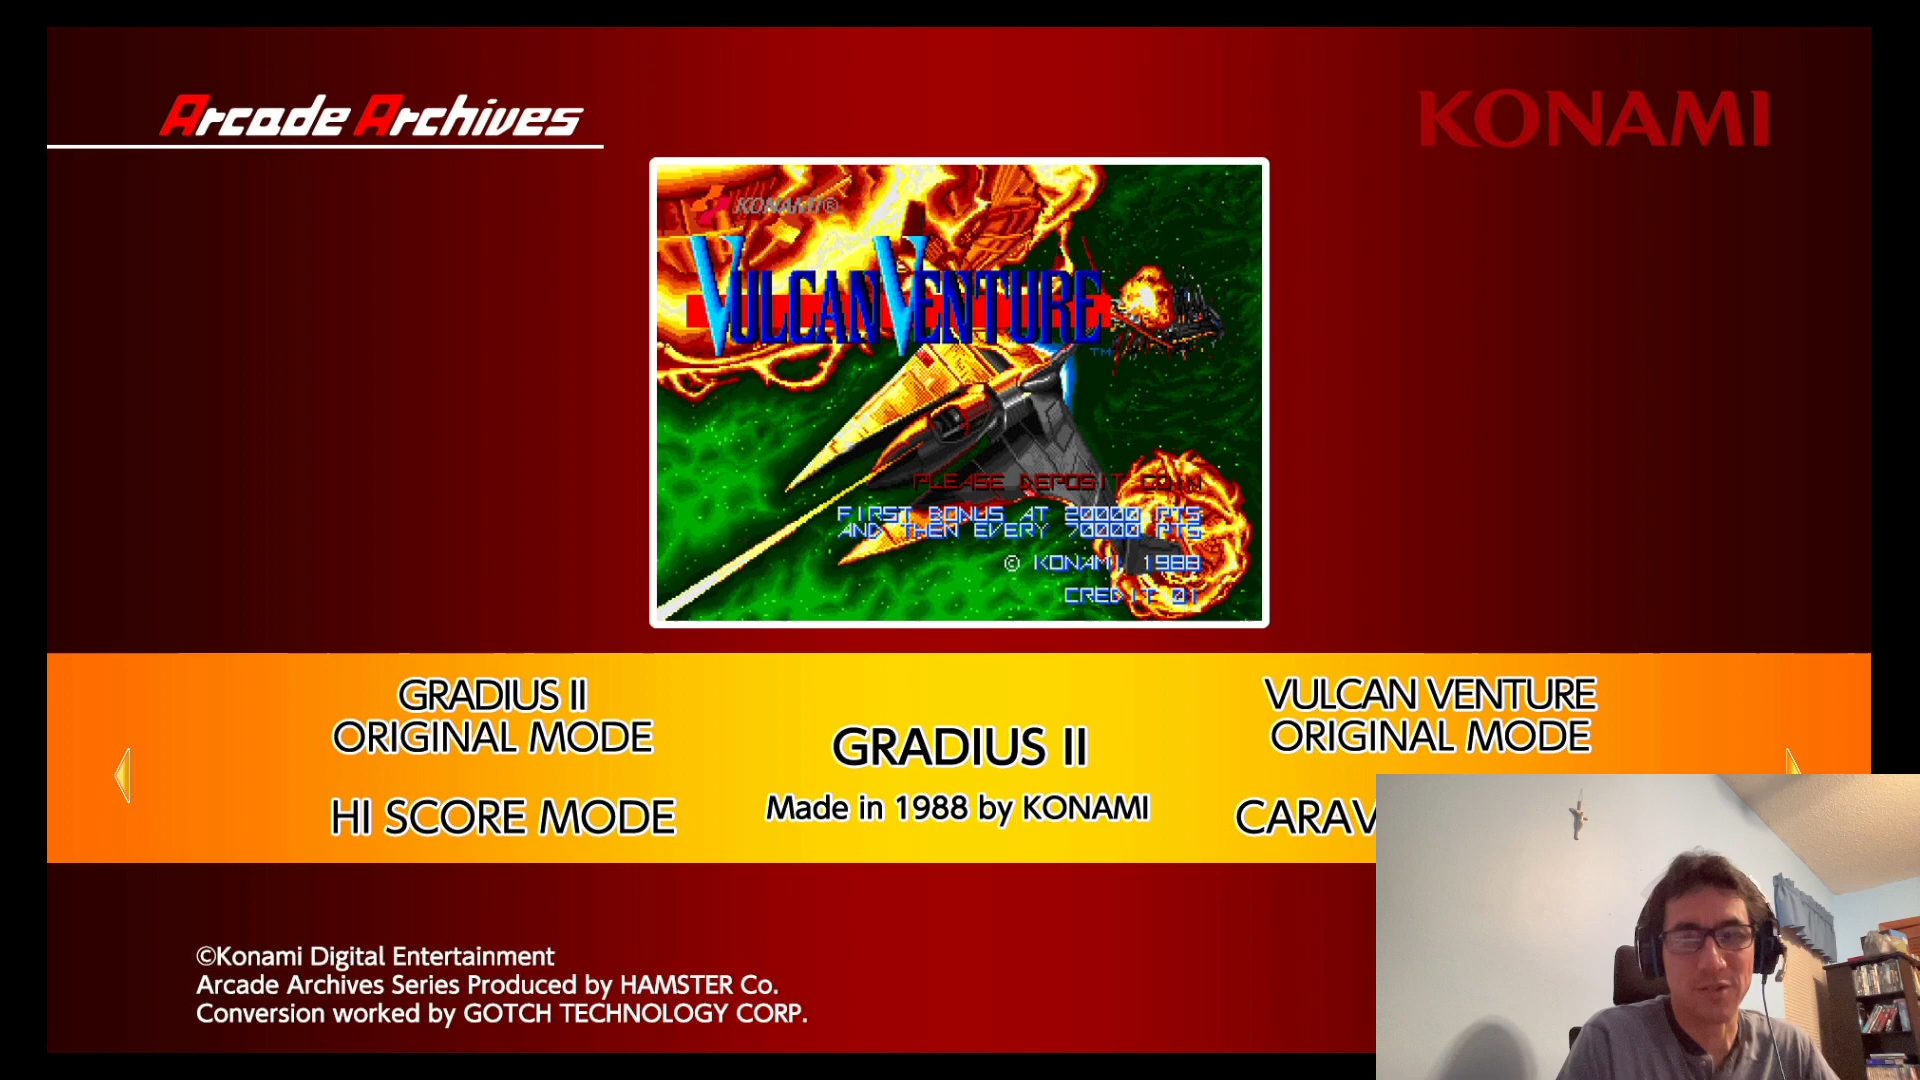 Arcade Archives
KONAMI
KONAMI®
VULCAN VENTURE
TM
PLEASE DEPOSIT COIN
FIRST BONUS AT 20000 PTS
AND THEN EVERY 70000 PTS
© KONAMI 1988
CREDIT 01
GRADIUS II
ORIGINAL MODE
HI SCORE MODE
GRADIUS II
Made in 1988 by KONAMI
VULCAN VENTURE
ORIGINAL MODE
CARAV
©Konami Digital Entertainment
Arcade Archives Series Produced by HAMSTER Co.
Conversion worked by GOTCH TECHNOLOGY CORP.